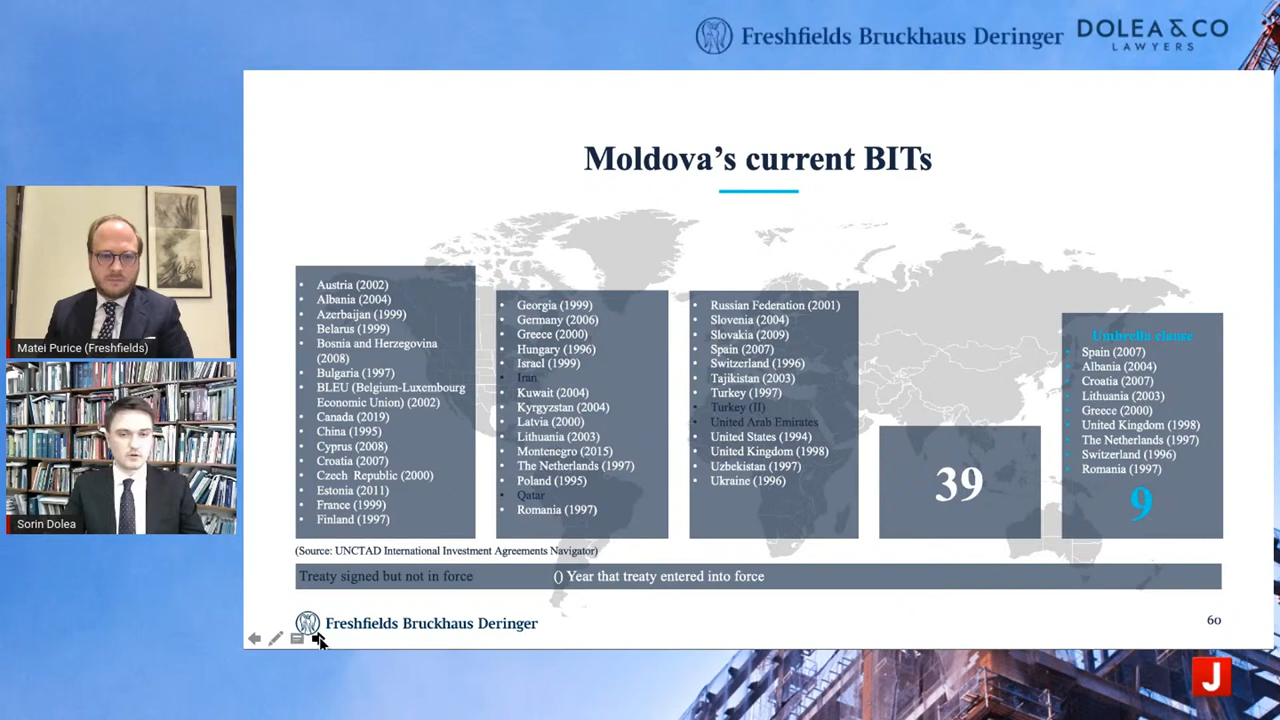 Freshfields Bruckhaus Deringer
DOLEA & CO
LAWYERS
Moldova's current BITs
• Austria (2002)
• Albania (2004)
• Azerbaijan (1999)
• Belarus (1999)
• Bosnia and Herzegovina
(2008)
• Bulgaria (1997)
• BLEU (Belgium-Luxembourg
Economic Union) (2002)
• Canada (2019)
• China (1995)
• Cyprus (2008)
• Croatia (2007)
• Czech Republic (2000)
• Estonia (2011)
• France (1999)
• Finland (1997)
• Georgia (1999)
• Germany (2006)
• Greece (2000)
• Hungary (1996)
• Israel (1999)
• Iran
• Kuwait (2004)
• Kyrgyzstan (2004)
• Latvia (2000)
• Lithuania (2003)
• Montenegro (2015)
• The Netherlands (1997)
• Poland (1995)
• Qatar
• Romania (1997)
• Russian Federation (2001)
• Slovenia (2004)
• Slovakia (2009)
• Spain (2007)
• Switzerland (1996)
• Tajikistan (2003)
• Turkey (1997)
• Turkey (II)
• United Arab Emirates
• United States (1994)
• United Kingdom (1998)
• Uzbekistan (1997)
• Ukraine (1996)
39
Umbrella clause
• Spain (2007)
• Albania (2004)
• Croatia (2007)
• Lithuania (2003)
• Greece (2000)
• United Kingdom (1998)
• The Netherlands (1997)
• Switzerland (1996)
• Romania (1997)
9
(Source: UNCTAD International Investment Agreements Navigator)
Treaty signed but not in force
() Year that treaty entered into force
Freshfields Bruckhaus Deringer
60
Matei Purice (Freshfields)
Sorin Dolea
J